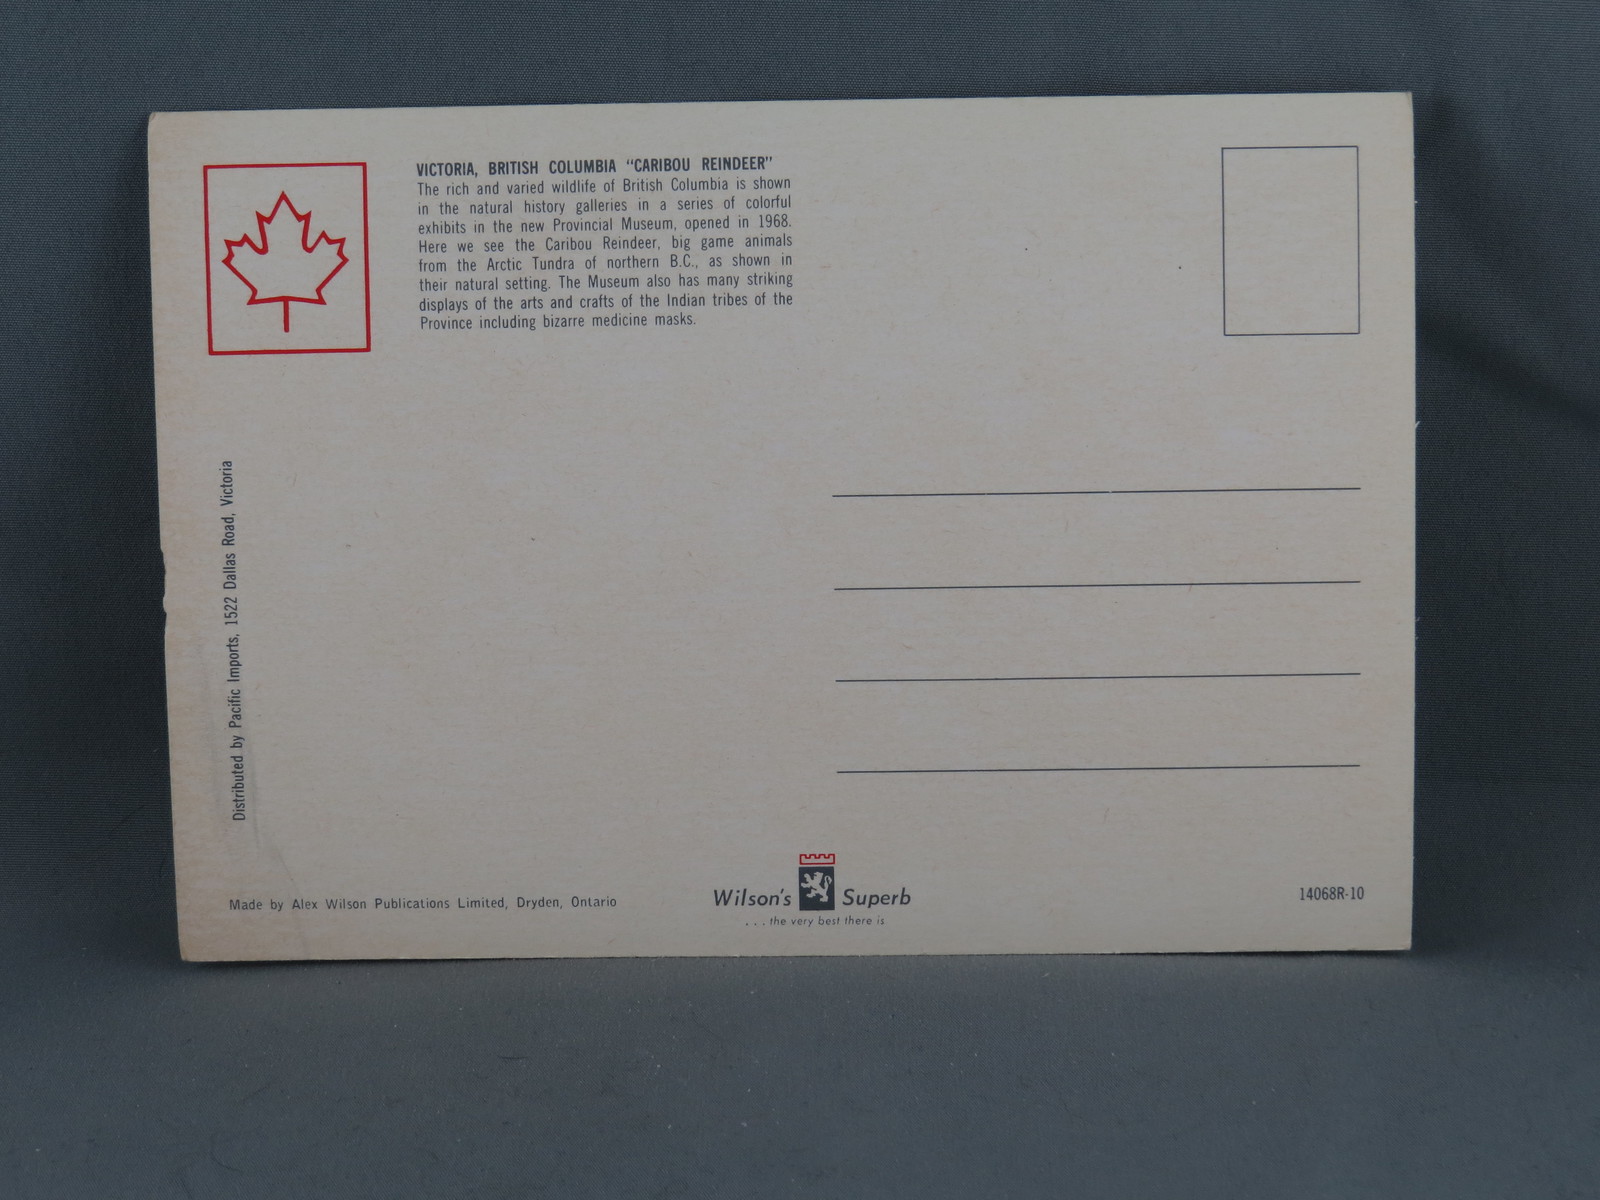 VICTORIA, BRITISH COLUMBIA "CARIBOU REINDEER"
The rich and varied wildlife of British Columbia is shown
in the natural history galleries in a series of colorful
exhibits in the new Provincial Museum, opened in 1968.
Here we see the Caribou Reindeer, big game animals
from the Arctic Tundra of northern B.C., as shown in
their natural setting. The Museum also has many striking
displays of the arts and crafts of the Indian tribes of the
Province including bizarre medicine masks.
Distributed by Pacific Imports, 1522 Dallas Road, Victoria
Made by Alex Wilson Publications Limited, Dryden, Ontario
Wilson's Superb
...the very best there is
14068R-10